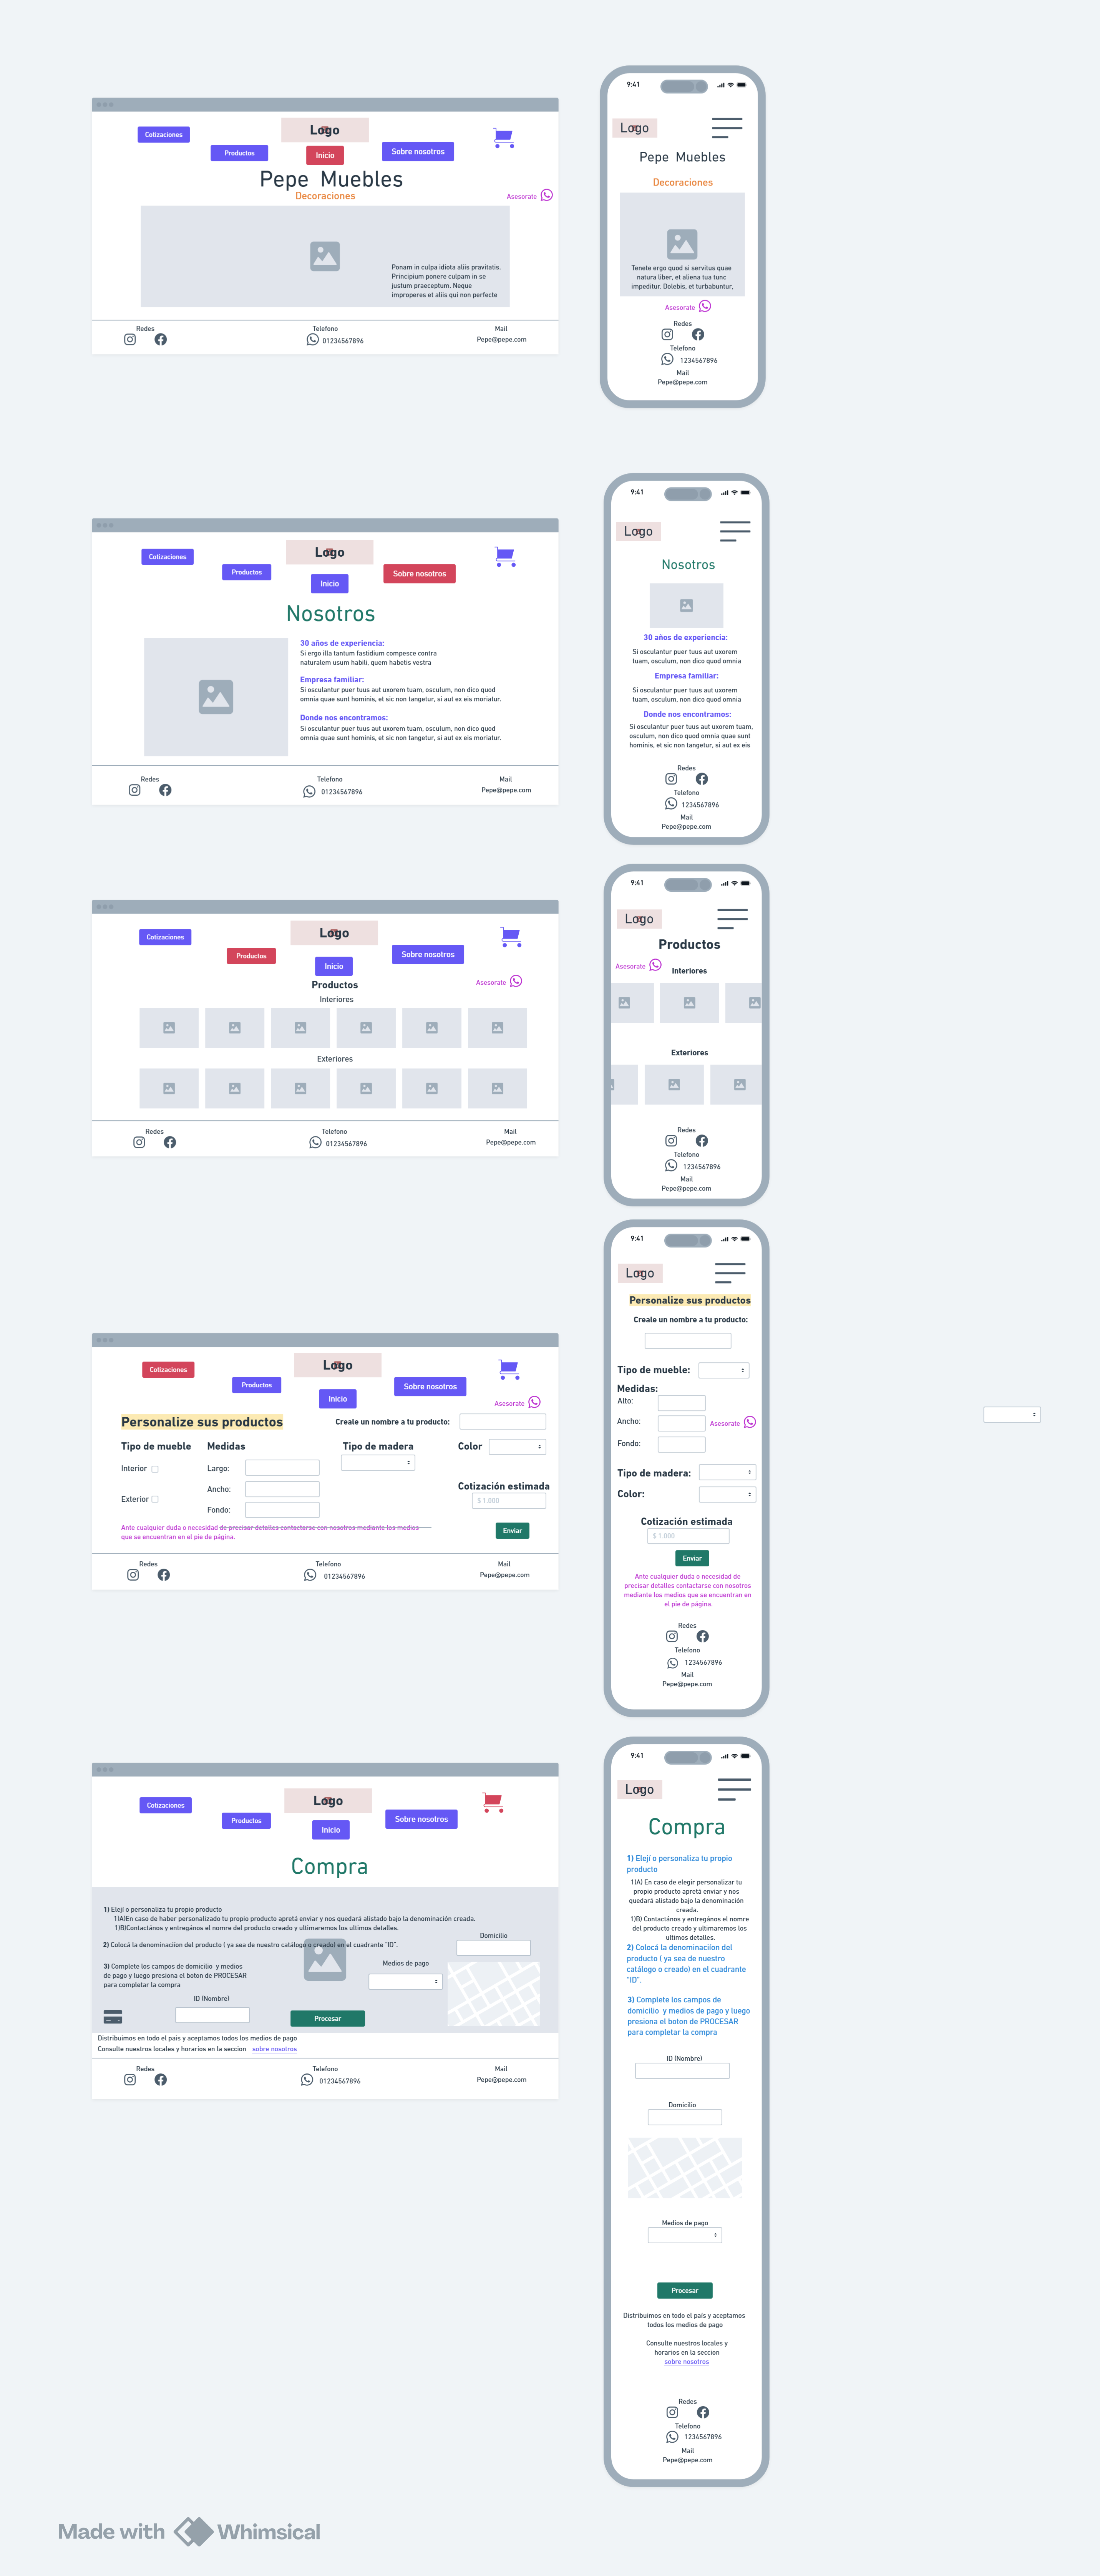 Cotizaciones
Productos
Logo
Inicio
Sobre nosotros
Pepe Muebles
Decoraciones
Asesorate
Ponam in culpa idiota aliis pravitatis.
Principium ponere culpam in se
justum praeceptum. Neque
improperes et aliis qui non perfecte
Redes
Telefono
01234567896
Mail
Pepe@pepe.com
9:41
Logo
Pepe Muebles
Decoraciones
Tenete ergo quod si servitus quae
natura liber, et aliena tua tunc
impeditur. Dolebis, et turbabuntur,
Asesorate
Redes
Telefono
1234567896
Mail
Pepe@pepe.com
Cotizaciones
Productos
Logo
Inicio
Sobre nosotros
Nosotros
30 años de experiencia:
Si ergo illa tantum fastidium compesce contra
naturalem usum habili, quem habetis vestra
Empresa familiar:
Si osculantur puer tuus aut uxorem tuam, osculum, non dico quod
omnia quae sunt hominis, et sic non tangetur, si aut ex eis moriatur.
Donde nos encontramos:
Si osculantur puer tuus aut uxorem tuam, osculum, non dico quod
omnia quae sunt hominis, et sic non tangetur, si aut ex eis moriatur.
Redes
Telefono
01234567896
Mail
Pepe@pepe.com
9:41
Logo
Nosotros
30 años de experiencia:
Si osculantur puer tuus aut uxorem
tuam, osculum, non dico quod omnia
Empresa familiar:
Si osculantur puer tuus aut uxorem
tuam, osculum, non dico quod omnia
Donde nos encontramos:
Si osculantur puer tuus aut uxorem tuam,
osculum, non dico quod omnia quae sunt
hominis, et sic non tangetur, si aut ex eis
Redes
Telefono
1234567896
Mail
Pepe@pepe.com
Cotizaciones
Productos
Logo
Inicio
Sobre nosotros
Productos
Asesorate
Interiores
Exteriores
Redes
Telefono
01234567896
Mail
Pepe@pepe.com
9:41
Logo
Productos
Asesorate
Interiores
Exteriores
Redes
Telefono
1234567896
Mail
Pepe@pepe.com
Cotizaciones
Productos
Logo
Inicio
Sobre nosotros
Asesorate
Personalize sus productos
Creale un nombre a tu producto:
Tipo de mueble
Medidas
Tipo de madera
Color
Interior
Largo:
Ancho:
Exterior
Fondo:
Cotización estimada
$ 1.000
Ante cualquier duda o necesidad de precisar detalles contactarse con nosotros mediante los medios
que se encuentran en el pie de página.
Enviar
Redes
Telefono
01234567896
Mail
Pepe@pepe.com
9:41
Logo
Personalize sus productos
Creale un nombre a tu producto:
Tipo de mueble:
Medidas:
Alto:
Ancho:
Asesorate
Fondo:
Tipo de madera:
Color:
Cotización estimada
$ 1.000
Enviar
Ante cualquier duda o necesidad de
precisar detalles contactarse con nosotros
mediante los medios que se encuentran en
el pie de página.
Redes
Telefono
1234567896
Mail
Pepe@pepe.com
Cotizaciones
Productos
Logo
Inicio
Sobre nosotros
Compra
1) Elejí o personaliza tu propio producto
1)A)En caso de haber personalizado tu propio producto apretá enviar y nos quedará alistado bajo la denominación creada.
1)B)Contactános y entregános el nomre del producto creado y ultimaremos los ultimos detalles.
2) Colocá la denominaciíon del producto ( ya sea de nuestro catálogo o creado) en el cuadrante "ID".
Domicilio
3) Complete los campos de domicilio y medios
de pago y luego presiona el boton de PROCESAR
para completar la compra
Medios de pago
ID (Nombre)
Procesar
Distribuimos en todo el pais y aceptamos todos los medios de pago
Consulte nuestros locales y horarios en la seccion sobre nosotros
Redes
Telefono
01234567896
Mail
Pepe@pepe.com
9:41
Logo
Compra
1) Elejí o personaliza tu propio
producto
1)A) En caso de elegir personalizar tu
propio producto apretá enviar y nos
quedará alistado bajo la denominación
creada.
1)B) Contactános y entregános el nomre
del producto creado y ultimaremos los
ultimos detalles.
2) Colocá la denominaciíon del
producto ( ya sea de nuestro
catálogo o creado) en el cuadrante
"ID".
3) Complete los campos de
domicilio y medios de pago y luego
presiona el boton de PROCESAR
para completar la compra
ID (Nombre)
Domicilio
Medios de pago
Procesar
Distribuimos en todo el país y aceptamos
todos los medios de pago
Consulte nuestros locales y
horarios en la seccion
sobre nosotros
Redes
Telefono
1234567896
Mail
Pepe@pepe.com
Made with Whimsical